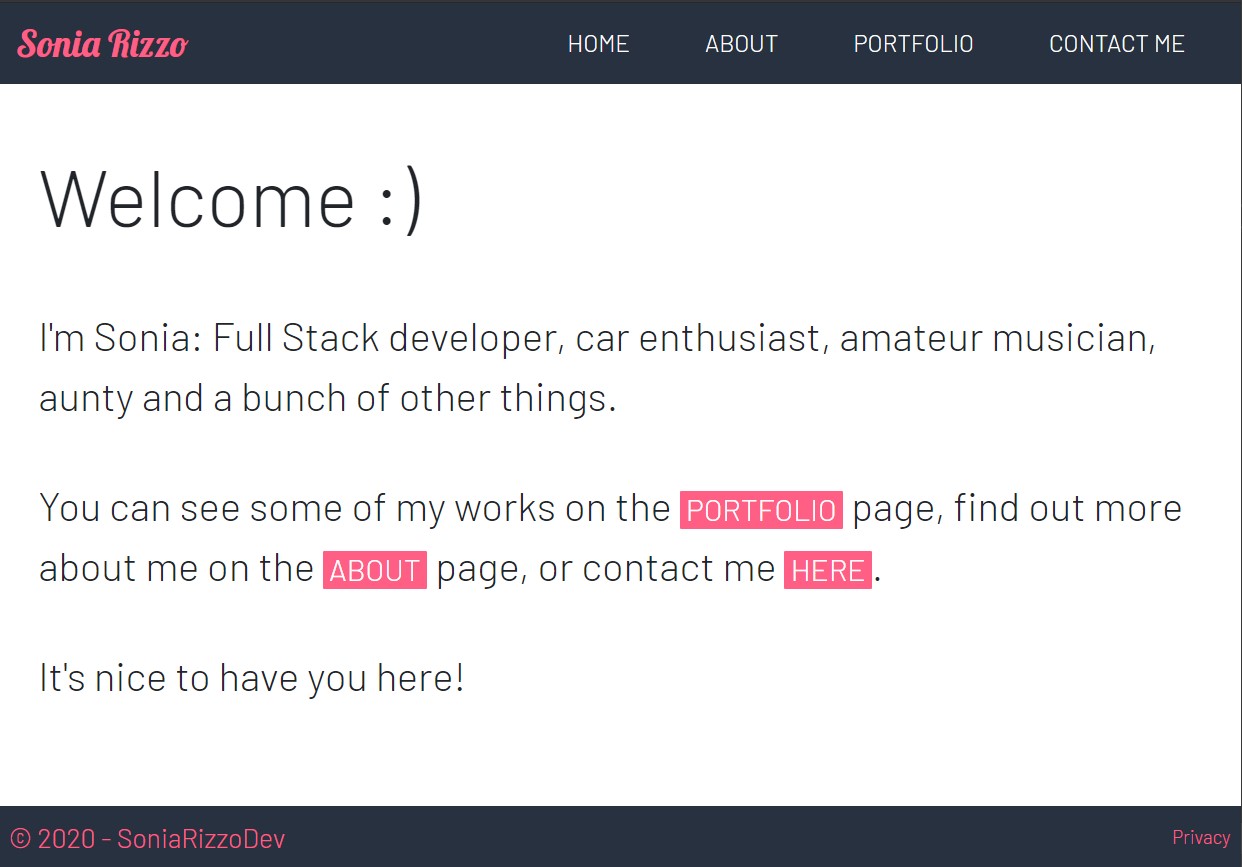 Sonia Rizzo
HOME ABOUT PORTFOLIO CONTACT ME
Welcome :)
I'm Sonia: Full Stack developer, car enthusiast, amateur musician,
aunty and a bunch of other things.
You can see some of my works on the PORTFOLIO page, find out more
about me on the ABOUT page, or contact me HERE.
It's nice to have you here!
© 2020 - SoniaRizzoDev
Privacy